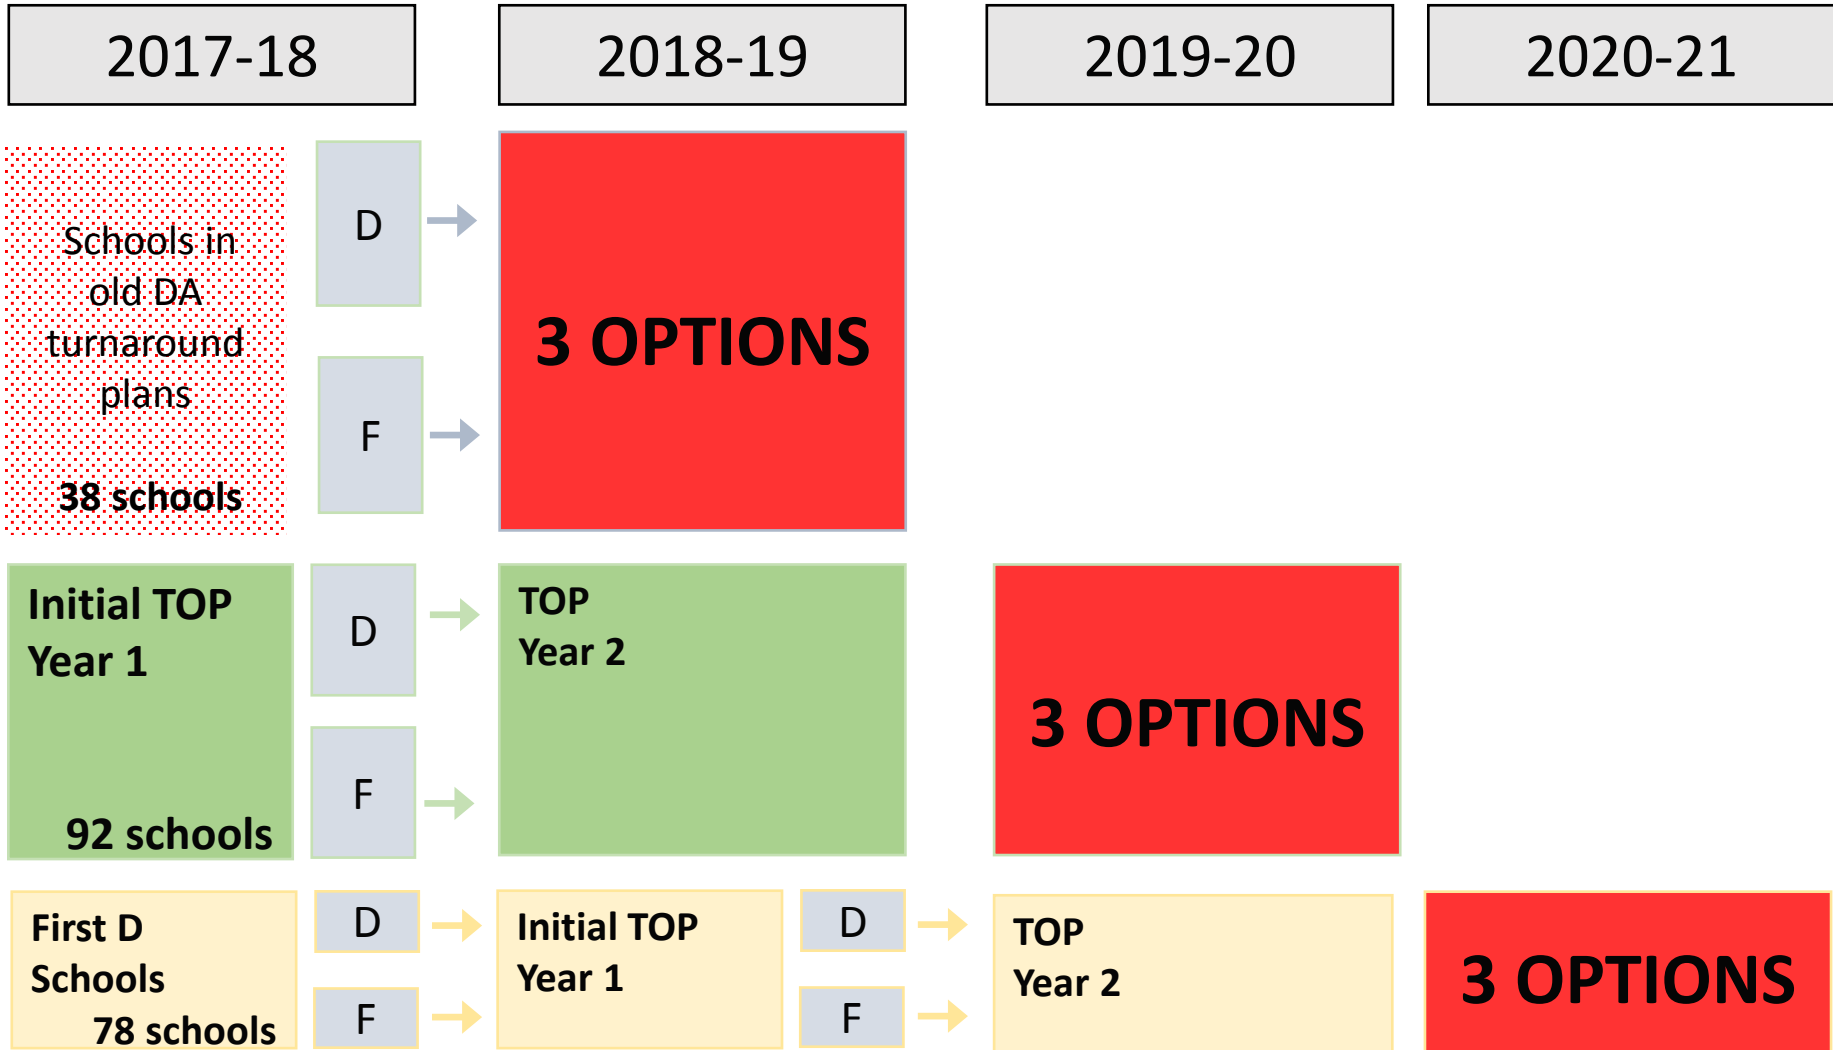 2017-18
2018-19
2019-20
2020-21
Schools in
old DA
turnaround
plans
38 schools
D
F
3 OPTIONS
Initial TOP
Year 1
92 schools
D
F
TOP
Year 2
3 OPTIONS
First D
Schools
78 schools
D
F
Initial TOP
Year 1
D
F
TOP
Year 2
3 OPTIONS